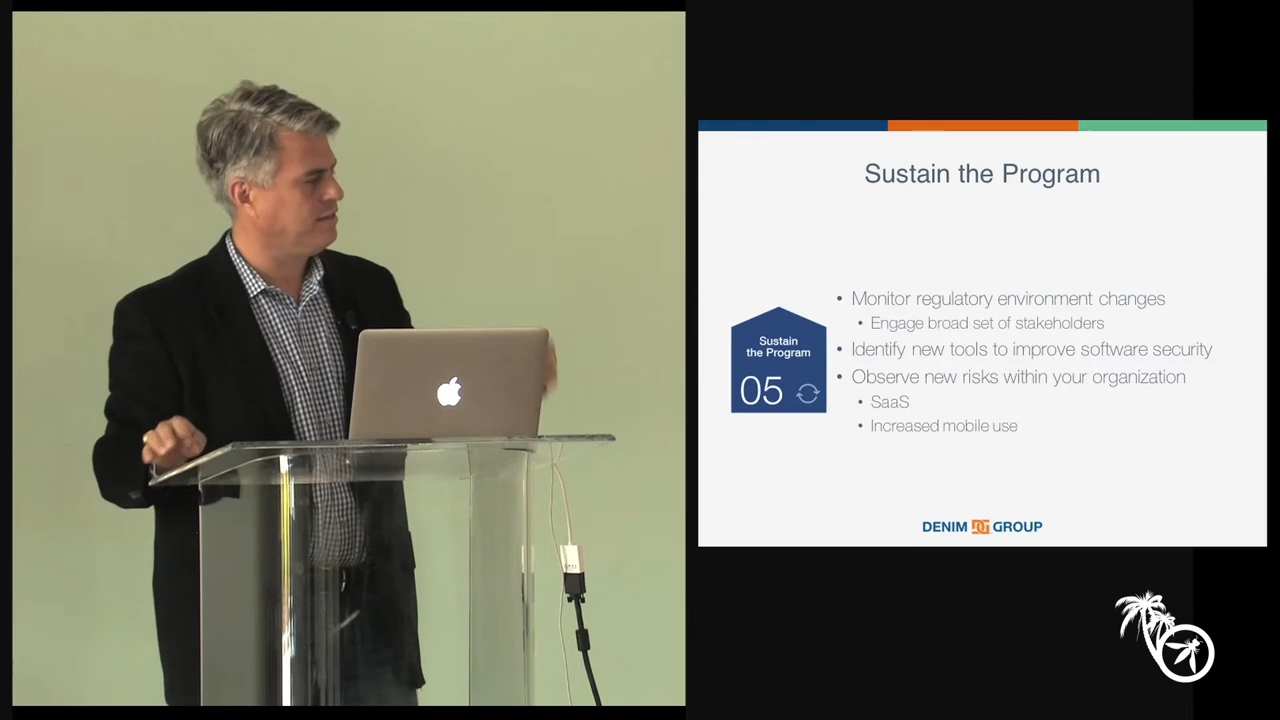 Sustain the Program
Monitor regulatory environment changes
Engage broad set of stakeholders
Identify new tools to improve software security
Observe new risks within your organization
SaaS
Increased mobile use
Sustain
the Program
05
DENIM DG GROUP